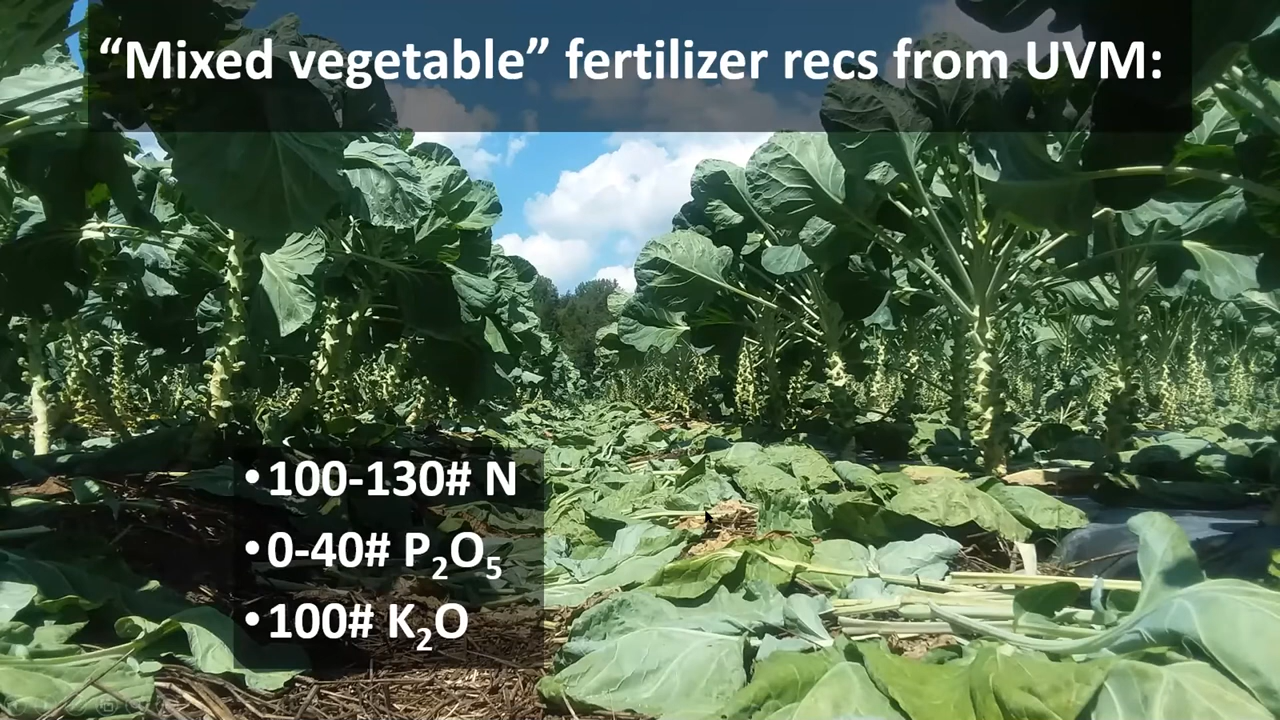 “Mixed vegetable” fertilizer recs from UVM:
•100-130# N
•0-40# P₂O₅
•100# K₂O